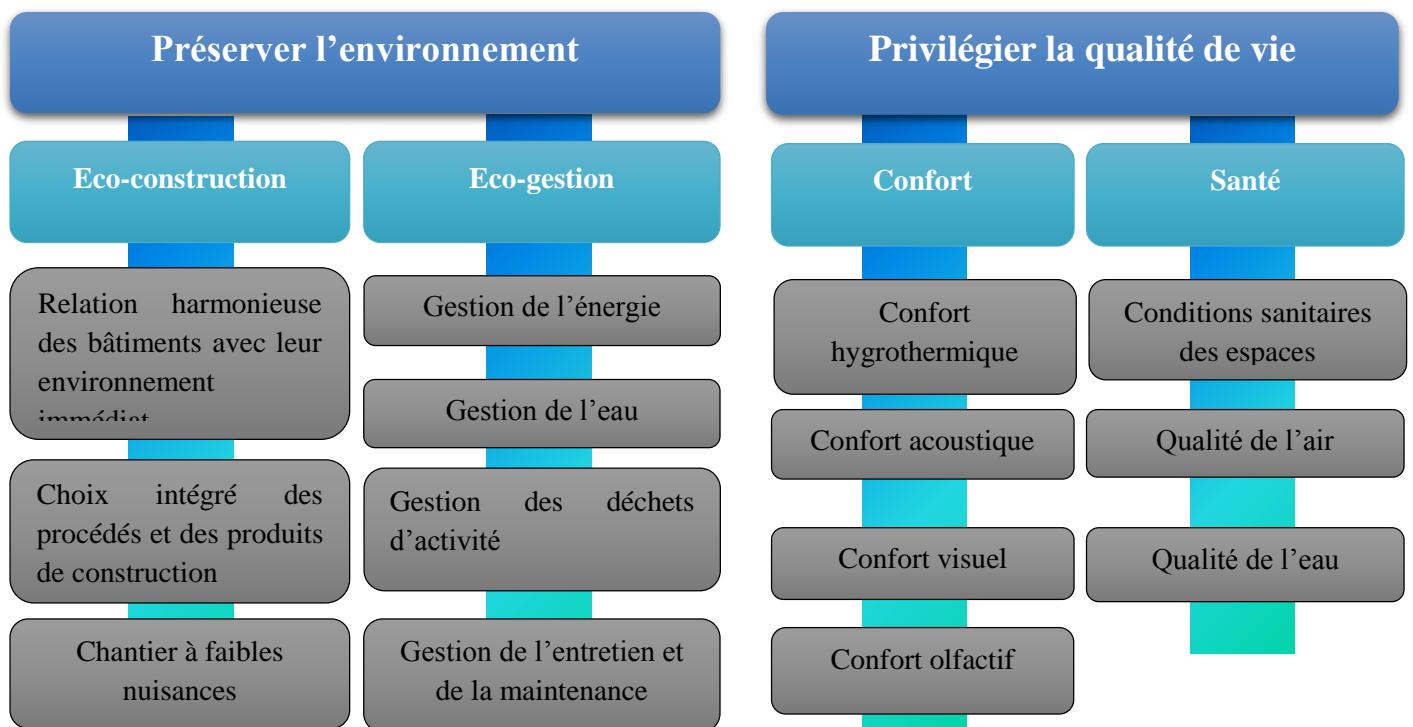 Préserver l’environnement
Privilégier la qualité de vie
Eco-construction
Eco-gestion
Confort
Santé
Relation harmonieuse
des bâtiments avec leur
environnement
immédiat
Choix intégré des
procédés et des produits
de construction
Chantier à faibles
nuisances
Gestion de l’énergie
Gestion de l’eau
Gestion des déchets
d’activité
Gestion de l’entretien et
de la maintenance
Confort
hygrothermique
Confort acoustique
Confort visuel
Confort olfactif
Conditions sanitaires
des espaces
Qualité de l’air
Qualité de l’eau